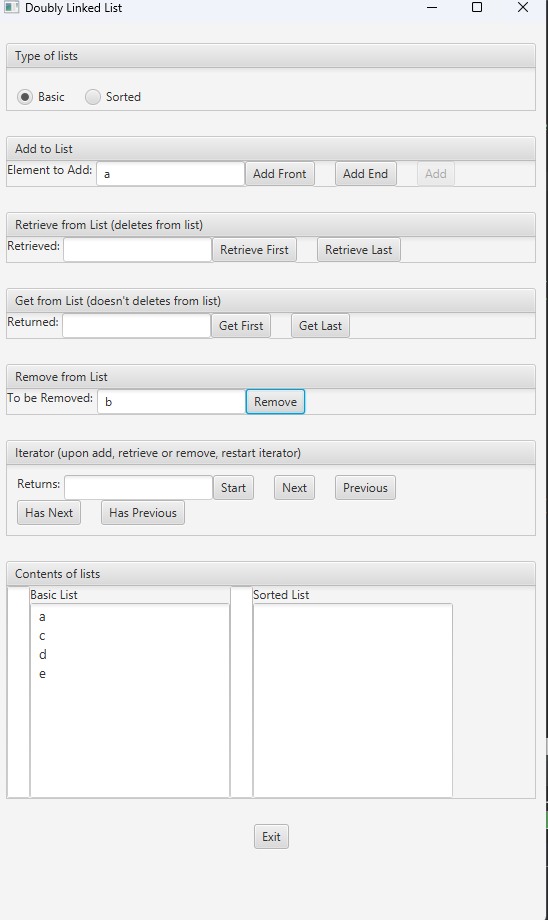 Doubly Linked List
Type of lists
Basic Sorted
Add to List
Element to Add: a Add Front Add End Add
Retrieve from List (deletes from list)
Retrieved: Retrieve First Retrieve Last
Get from List (doesn't deletes from list)
Returned: Get First Get Last
Remove from List
To be Removed: b Remove
Iterator (upon add, retrieve or remove, restart iterator)
Returns: Start Next Previous
Has Next Has Previous
Contents of lists
Basic List Sorted List
a
c
d
e
Exit